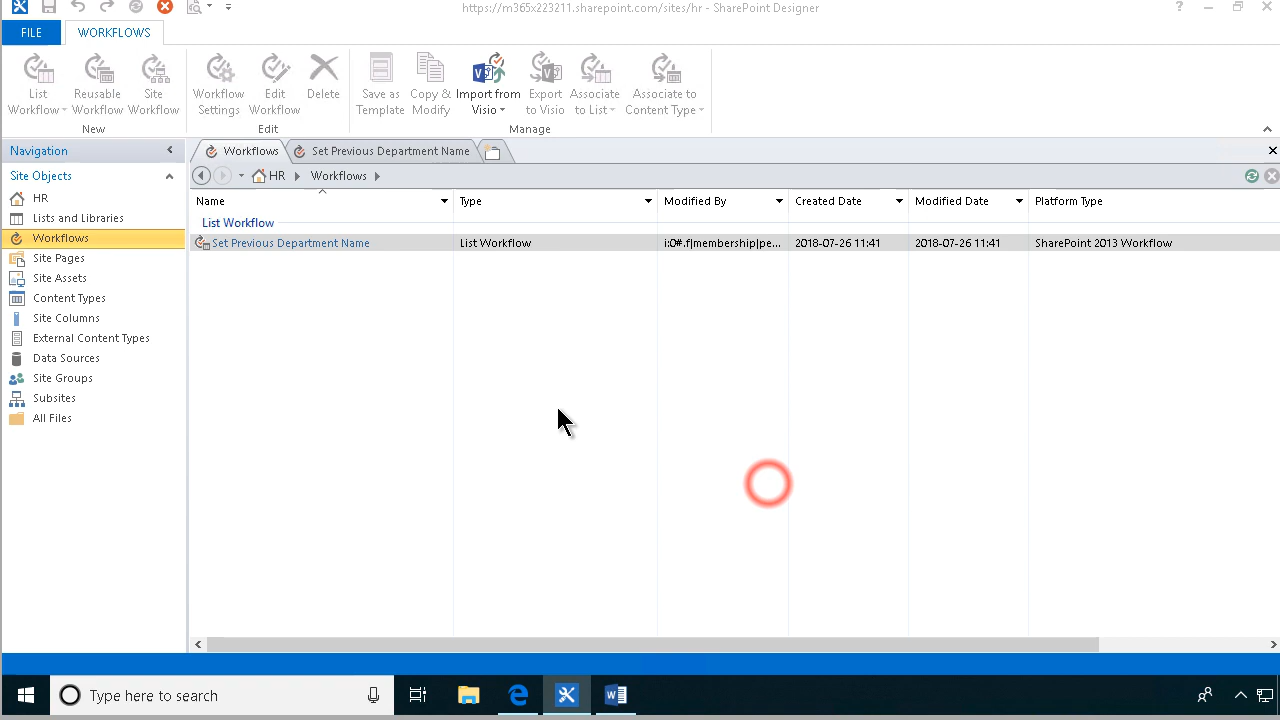 https://m365x223211.sharepoint.com/sites/hr - SharePoint Designer
?
FILE
WORKFLOWS
List Workflow
Reusable Workflow
Site Workflow
Workflow Settings
Edit Workflow
Delete
Save as Template
Copy & Modify
Import from Visio
Export to Visio
Associate to List
Associate to Content Type
New
Edit
Manage
Navigation
Workflows
Set Previous Department Name
Site Objects
HR
Workflows
HR
Lists and Libraries
Workflows
Site Pages
Site Assets
Content Types
Site Columns
External Content Types
Data Sources
Site Groups
Subsites
All Files
Name
Type
Modified By
Created Date
Modified Date
Platform Type
List Workflow
Set Previous Department Name
List Workflow
i:0#.f|membership|pe...
2018-07-26 11:41
2018-07-26 11:41
SharePoint 2013 Workflow
Type here to search